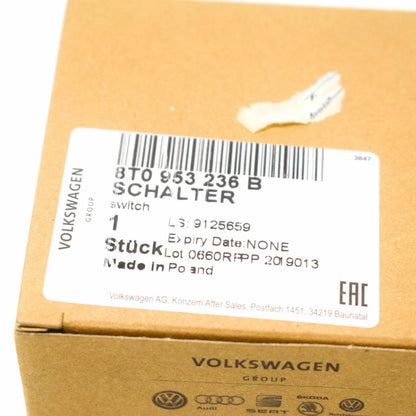 3647
8T0 953 236 B
SCHALTER
switch
1
Stück
LS: 9125659
Expiry Date:NONE
Lot 0660RPPP 2019013
Made in Poland
VOLKSWAGEN
GROUP
EAC
Volkswagen AG, Konzern After Sales, Postfach 1451, 34219 Baunatal
VOLKSWAGEN
GROUP
Audi
SEAT
ŠKODA